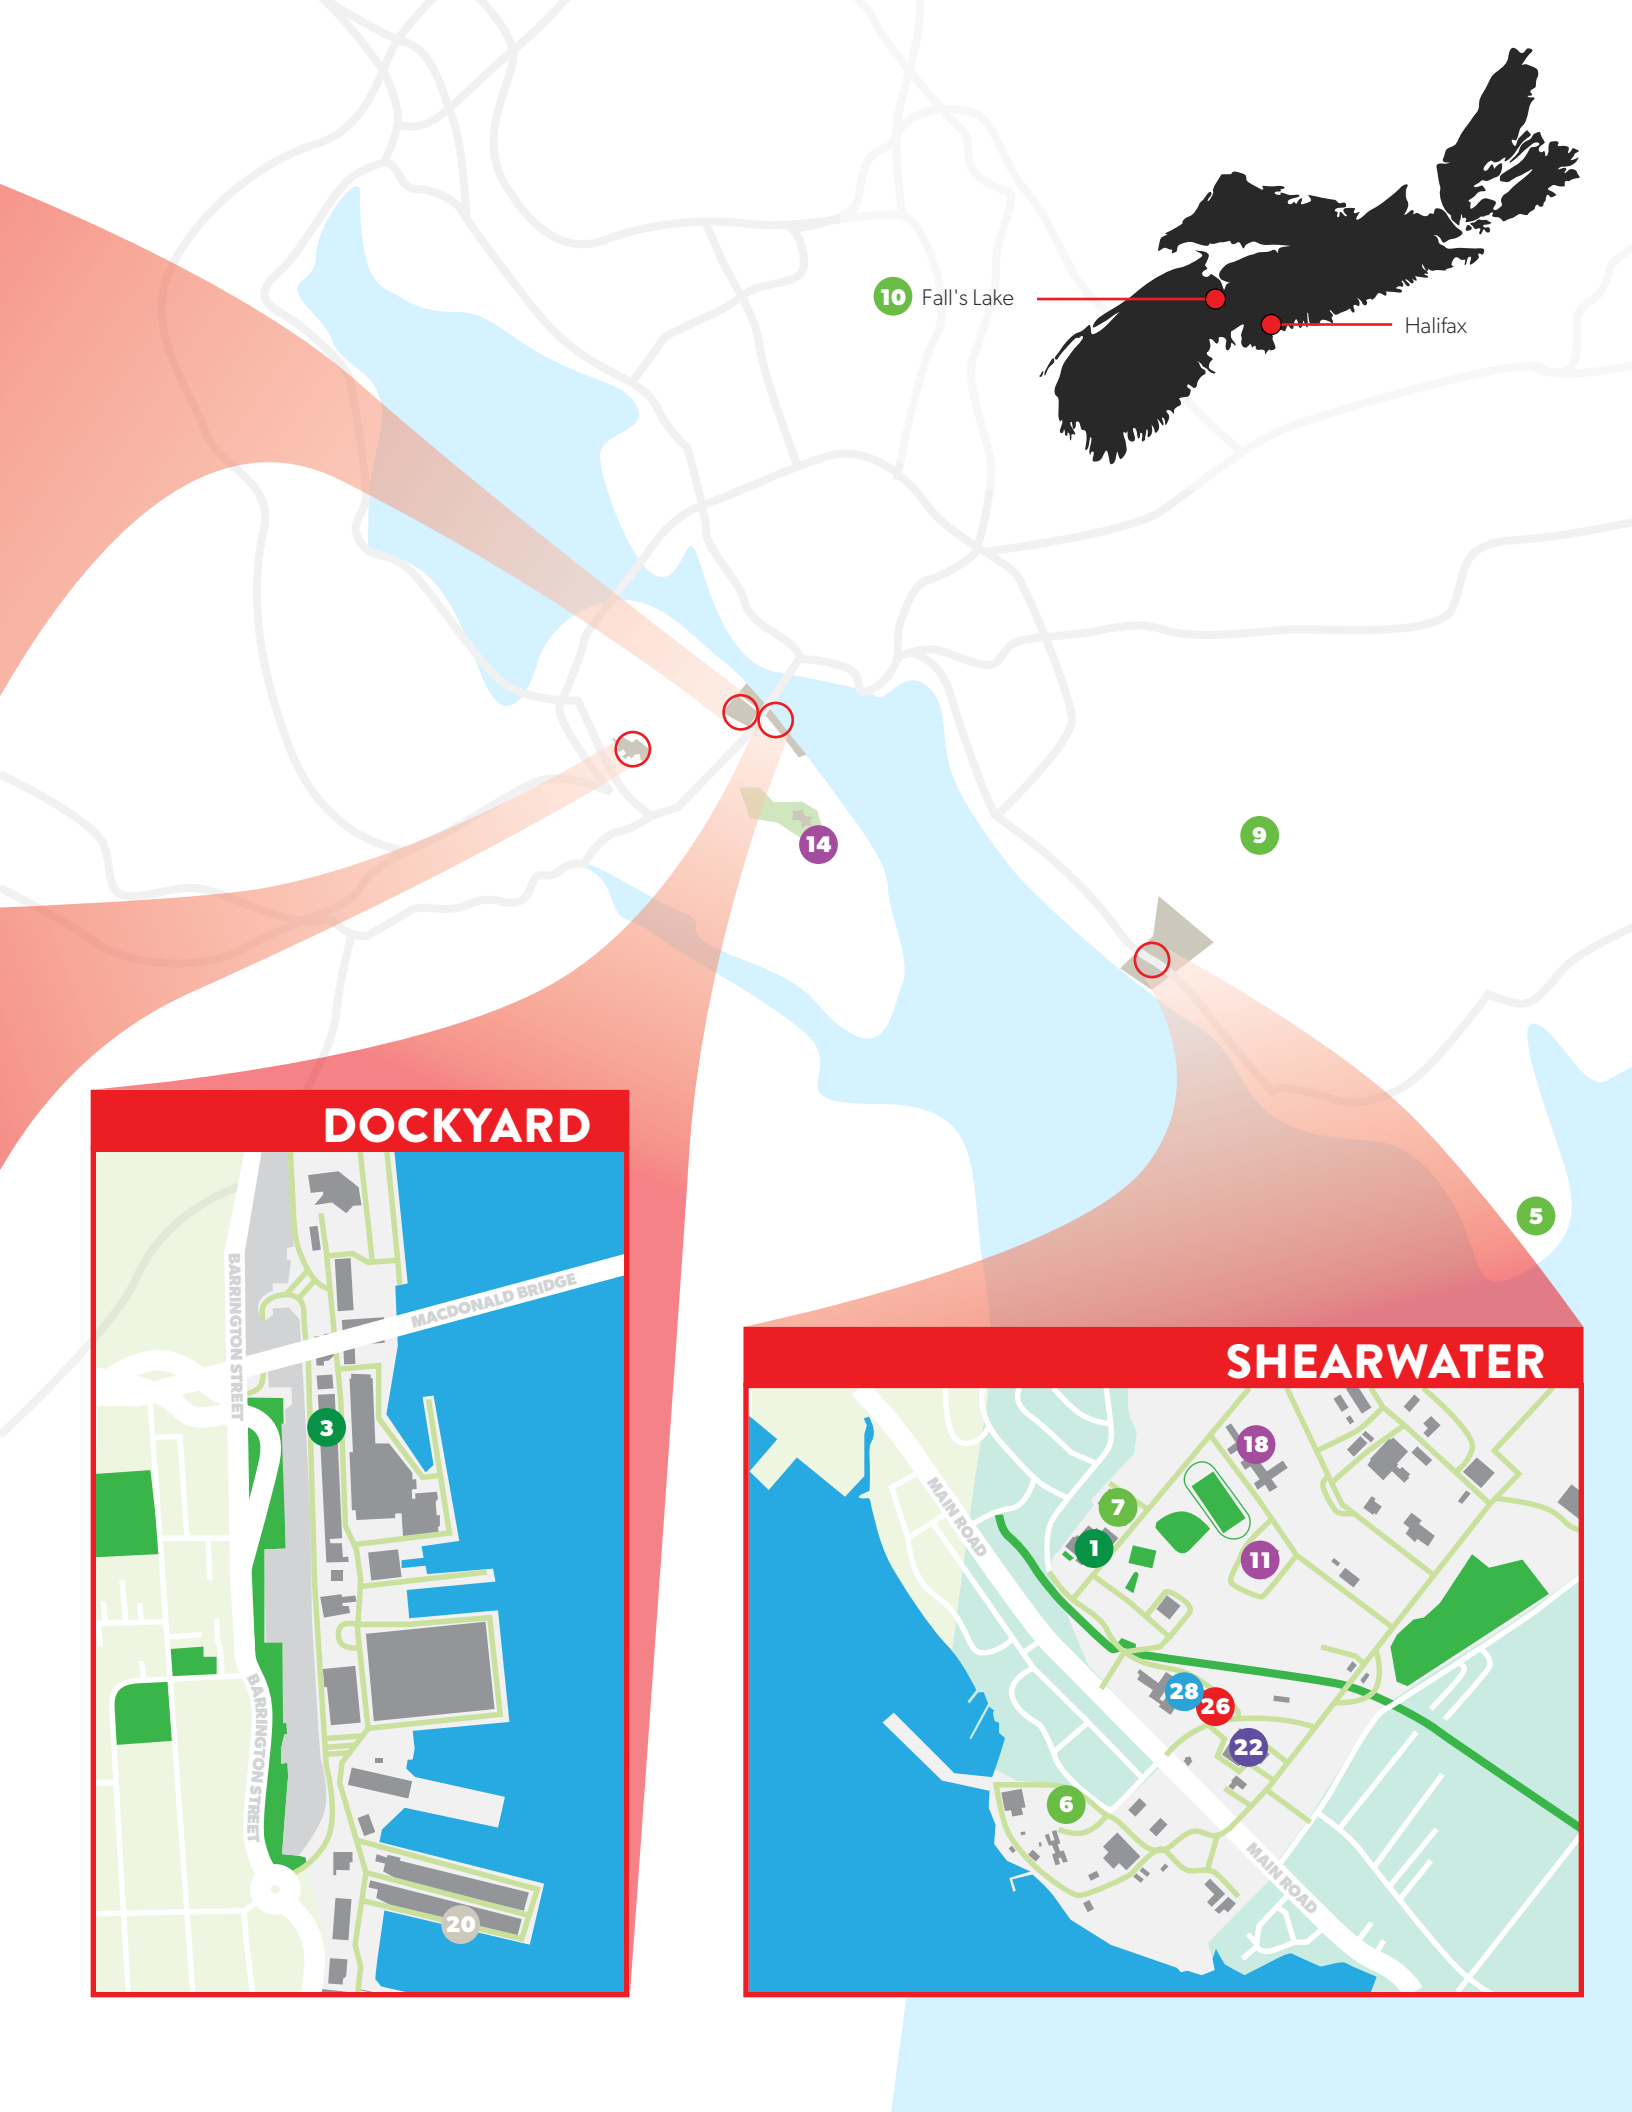 10 Fall's Lake
Halifax
14
9
5
DOCKYARD
BARRINGTON STREET
MACDONALD BRIDGE
3
BARRINGTON STREET
20
SHEARWATER
18
MAIN ROAD
7
1
11
28
26
22
6
MAIN ROAD